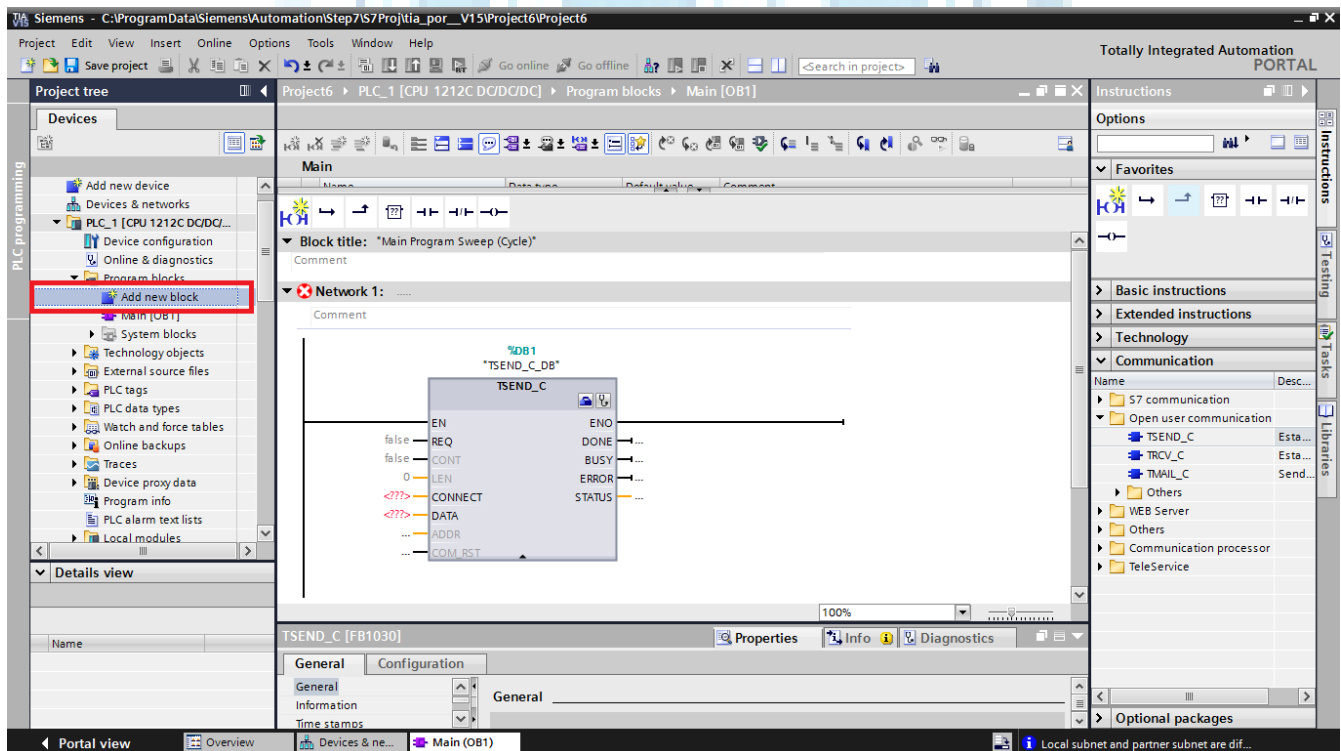 Siemens - C:\ProgramData\Siemens\Automation\Step7\S7Proj\tia_por__V15\Project6\Project6
Project Edit View Insert Online Options Tools Window Help
Totally Integrated Automation
PORTAL
Save project Go online Go offline <Search in project>
Project tree
Devices
Add new device
Devices & networks
PLC_1 [CPU 1212C DC/DC/...
Device configuration
Online & diagnostics
Program blocks
Add new block
Main [OB1]
System blocks
Technology objects
External source files
PLC tags
PLC data types
Watch and force tables
Online backups
Traces
Device proxy data
Program info
PLC alarm text lists
Local modules
Details view
Name
PLC programming
Project6 PLC_1 [CPU 1212C DC/DC/DC] Program blocks Main [OB1]
Main
Name Data type Default value Comment
Block title: "Main Program Sweep (Cycle)"
Comment
Network 1: .....
Comment
%DB1
"TSEND_C_DB"
TSEND_C
EN ENO
false REQ DONE ...
false CONT BUSY ...
0 LEN ERROR ...
<???> CONNECT STATUS ...
<???> DATA
... ADDR
... COM_RST
100%
TSEND_C [FB1030]
Properties Info Diagnostics
General Configuration
General
Information
Time stamps
General
Instructions
Options
Favorites
Basic instructions
Extended instructions
Technology
Communication
Name Desc...
S7 communication
Open user communication
TSEND_C Esta...
TRCV_C Esta...
TMAIL_C Send...
Others
WEB Server
Others
Communication processor
TeleService
Optional packages
Instructions
Testing
Tasks
Libraries
Portal view Overview Devices & ne... Main (OB1)
Local subnet and partner subnet are dif...